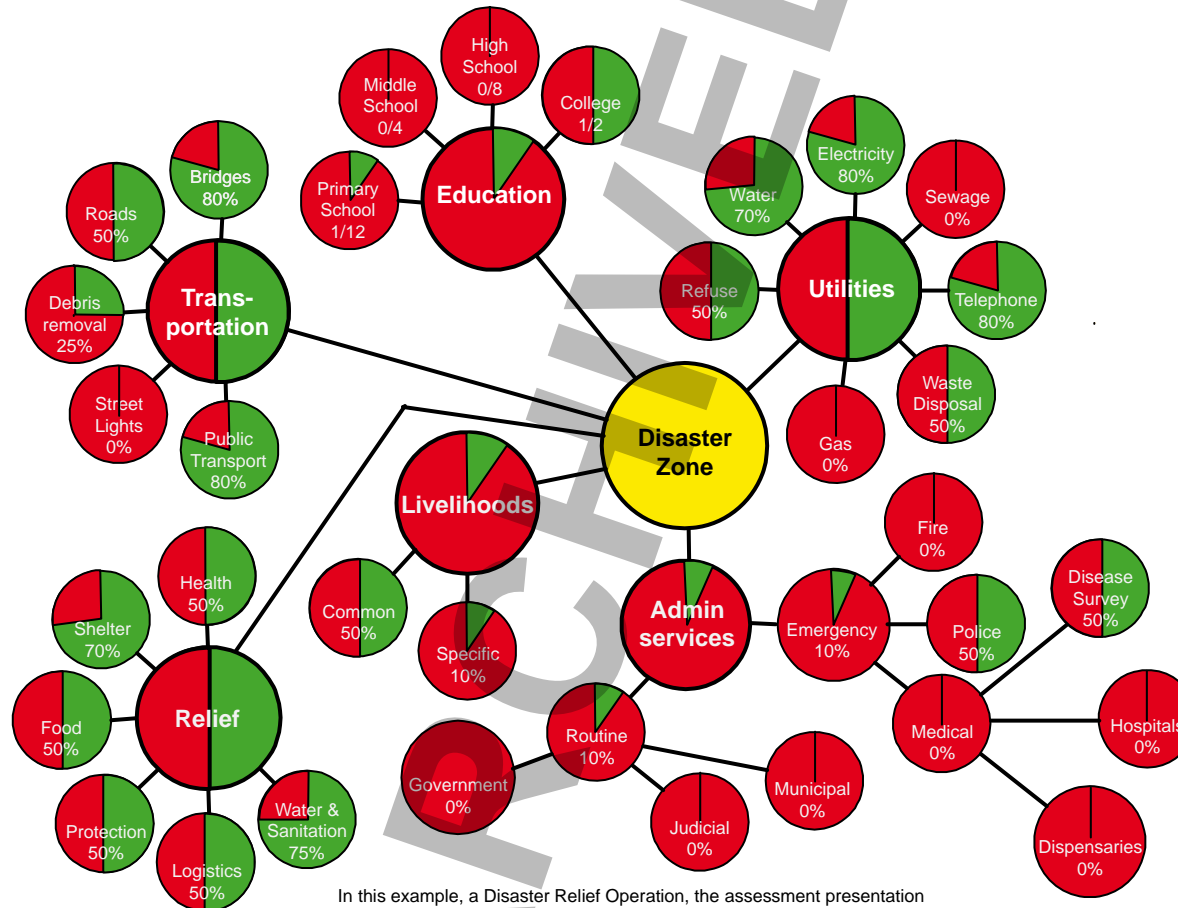 High
School
0/8
Middle
School
0/4
College
1/2
Primary
School
1/12
Education
Bridges
80%
Roads
50%
Debris
removal
25%
Street
Lights
0%
Public
Transport
80%
Trans-
portation
Electricity
80%
Water
70%
Sewage
0%
Refuse
50%
Utilities
Telephone
80%
Waste
Disposal
50%
Gas
0%
Disaster
Zone
Livelihoods
Common
50%
Specific
10%
Admin
services
Emergency
10%
Fire
0%
Police
50%
Disease
Survey
50%
Medical
0%
Hospitals
0%
Dispensaries
0%
Routine
10%
Government
0%
Judicial
0%
Municipal
0%
Health
50%
Shelter
70%
Food
50%
Relief
Protection
50%
Logistics
50%
Water &
Sanitation
75%
In this example, a Disaster Relief Operation, the assessment presentation